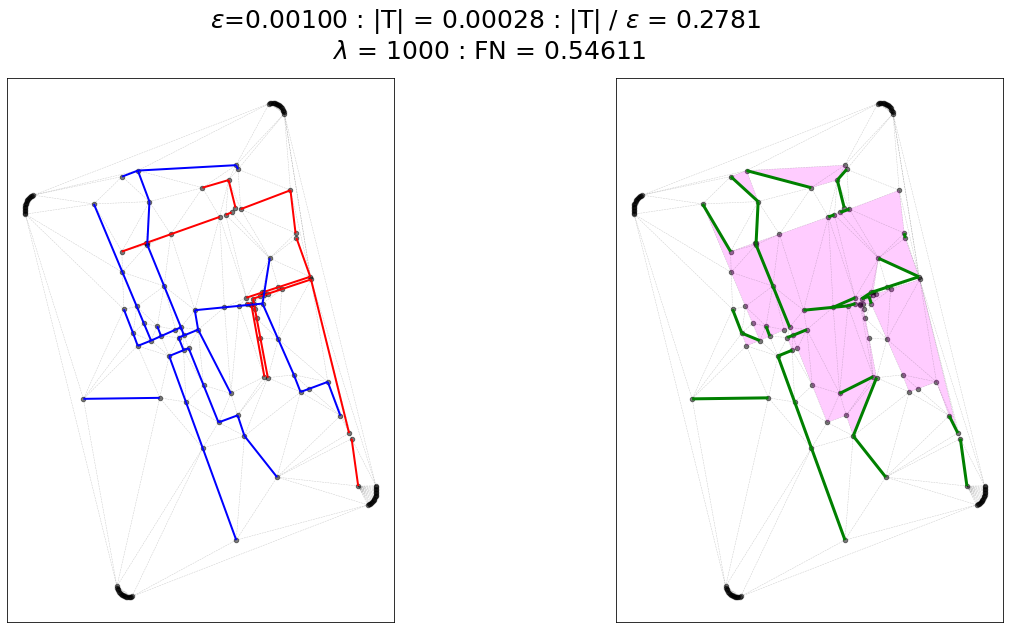 ε=0.00100 : |T| = 0.00028 : |T| / ε = 0.2781
λ = 1000 : FN = 0.54611